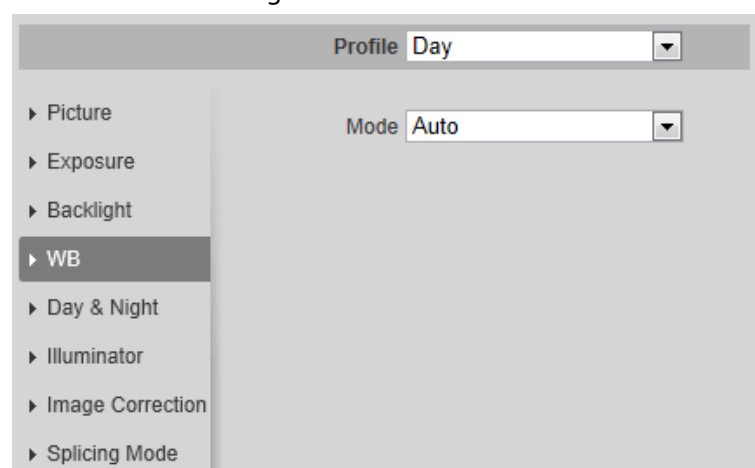 Profile Day
Picture
Mode Auto
Exposure
Backlight
WB
Day & Night
Illuminator
Image Correction
Splicing Mode